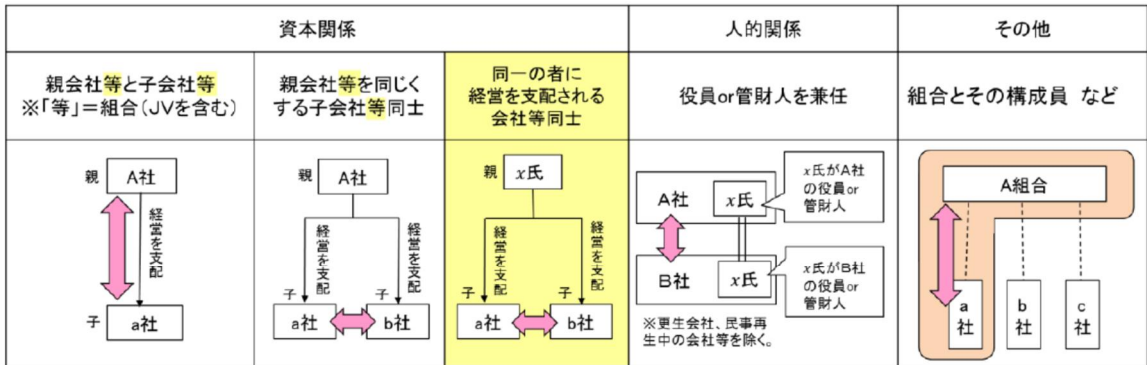 資本関係
人的関係
その他
親会社等と子会社等
※「等」＝組合(JVを含む)
親会社等を同じく
する子会社等同士
同一の者に
経営を支配される
会社等同士
役員or管財人を兼任
組合とその構成員 など
親
A社
経営を支配
子
a社
A社
経営を支配
経営を支配
子
a社
b社
親
x氏
経営を支配
経営を支配
子
a社
b社
A社
x氏
x氏がA社
の役員or
管財人
B社
x氏
x氏がB社
の役員or
管財人
※更生会社、民事再
生中の会社等を除く。
A組合
a社
b社
c社